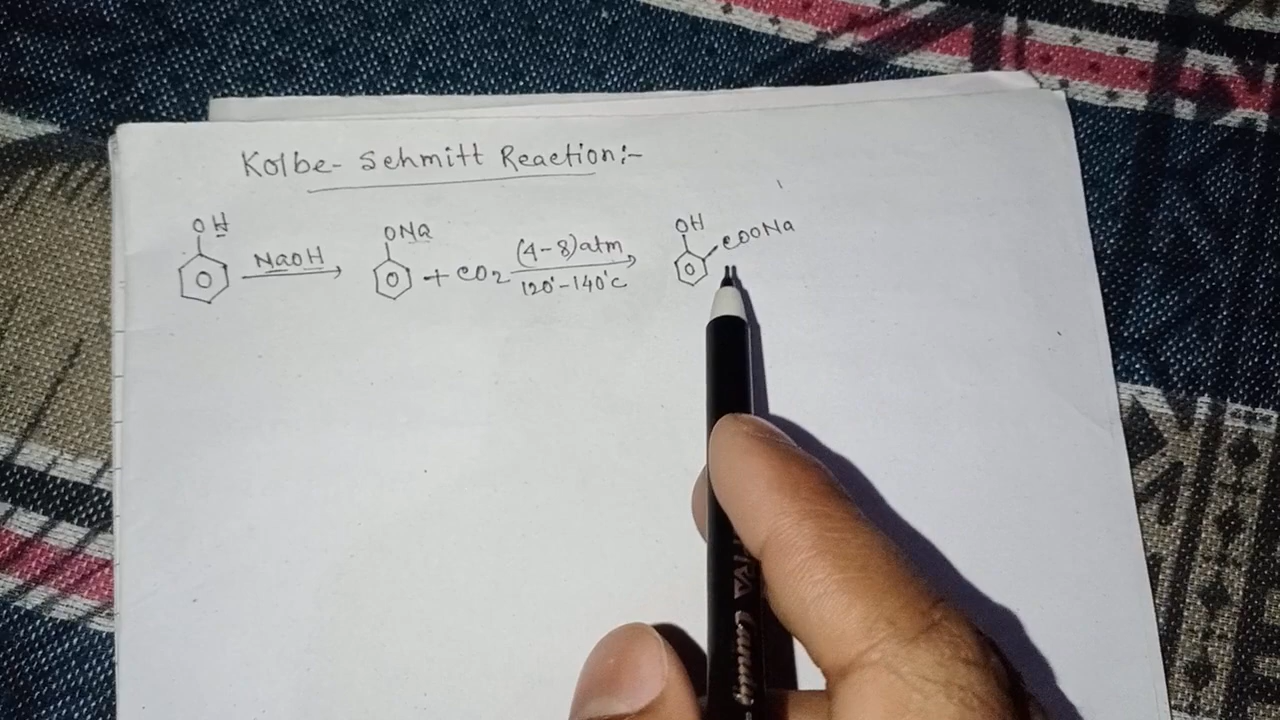 Kolbe- Schmitt Reaction:-
OH NaOH ONa + CO2 (4-8)atm 120°-140°C OH COONa